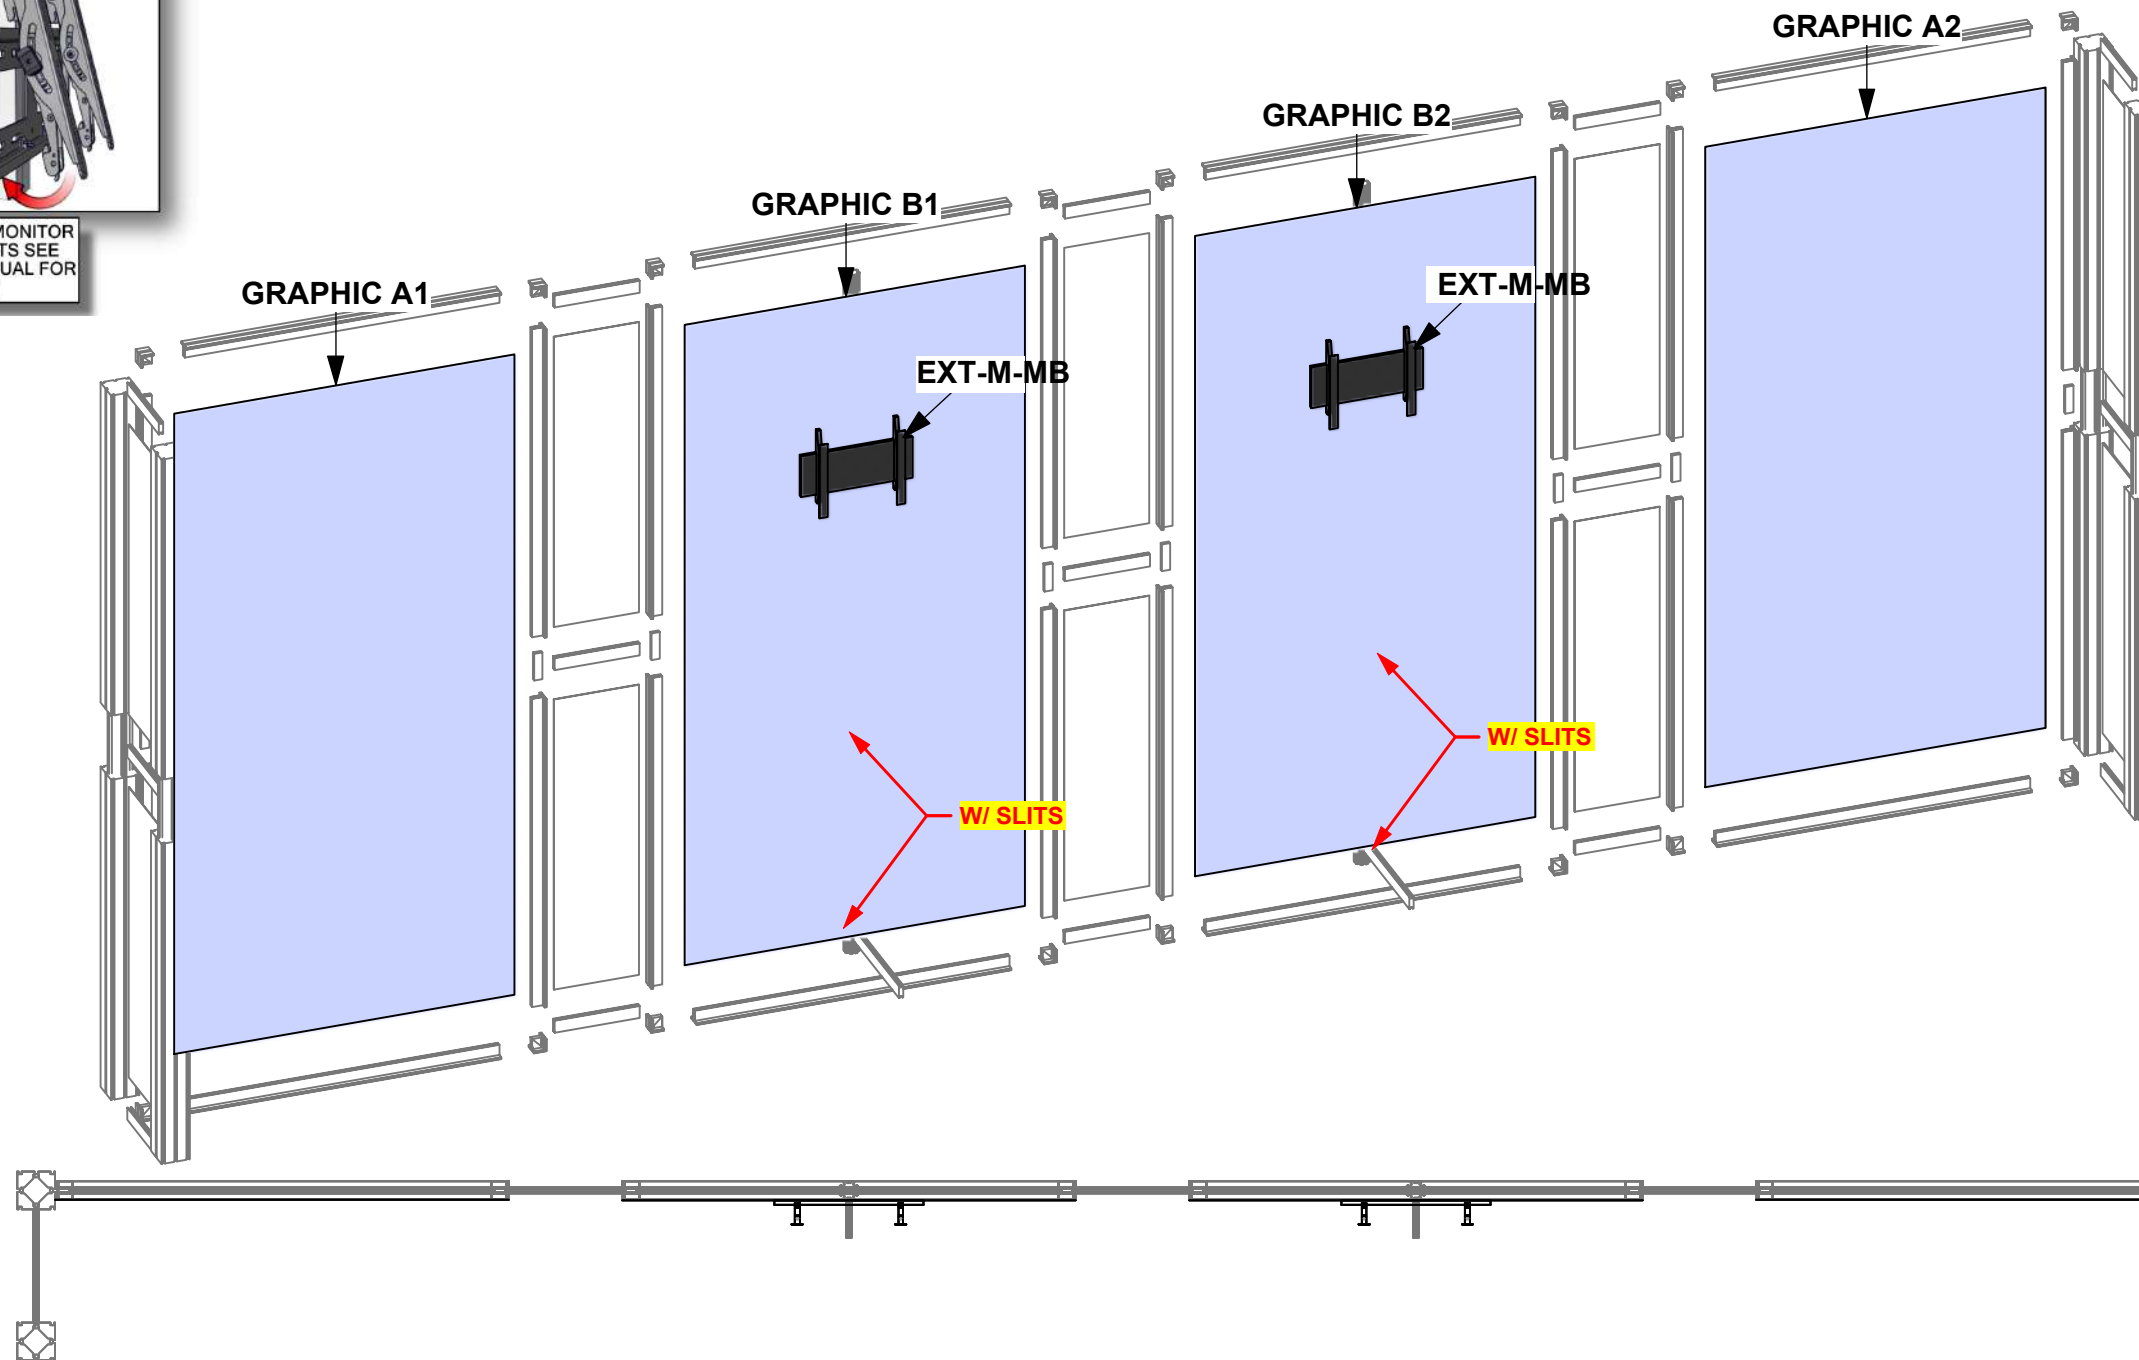 MONITOR
TS SEE
UAL FOR
GRAPHIC A1
GRAPHIC B1
GRAPHIC B2
GRAPHIC A2
EXT-M-MB
EXT-M-MB
W/ SLITS
W/ SLITS